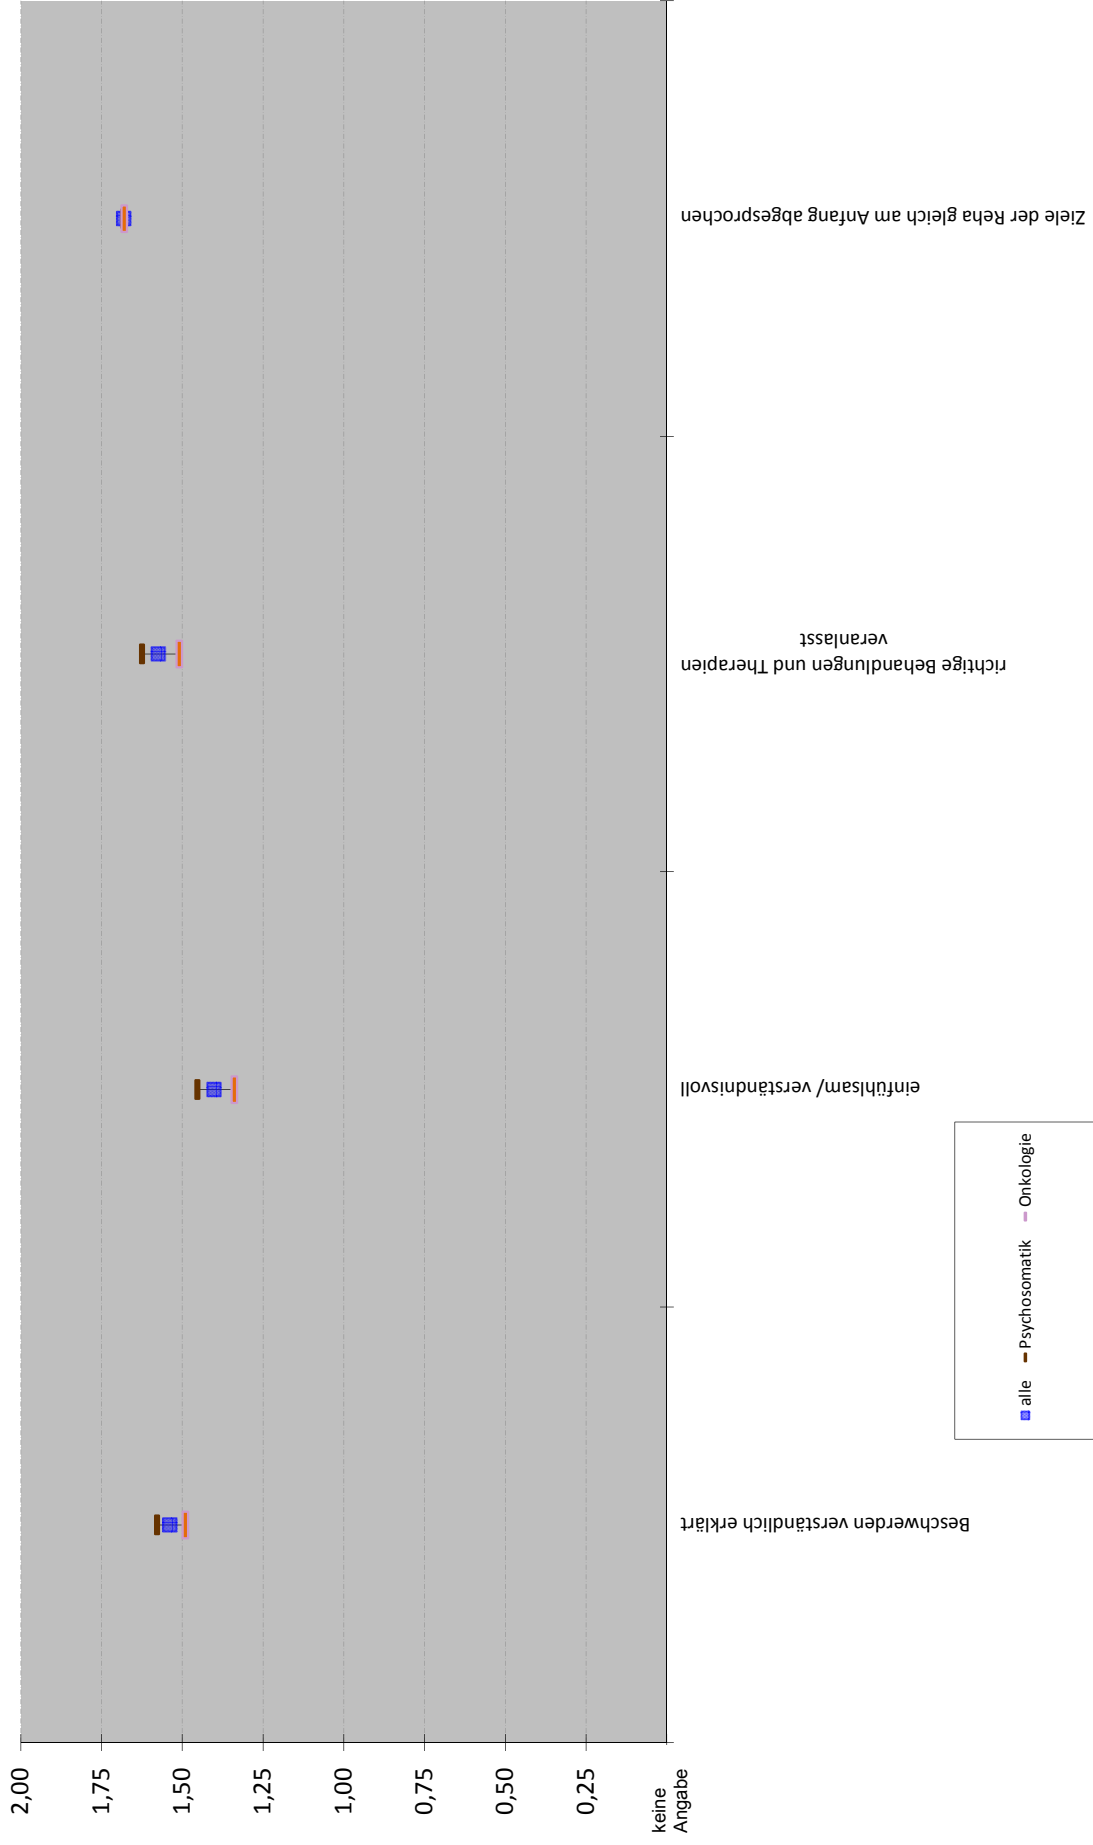 2,00
1,75
1,50
1,25
1,00
0,75
0,50
0,25
keine
Angabe
Beschwerden verständlich erklärt
einfühlsam/ verständnisvoll
richtige Behandlungen und Therapien
veranlasst
Ziele der Reha gleich am Anfang abgesprochen
alle Psychosomatik Onkologie